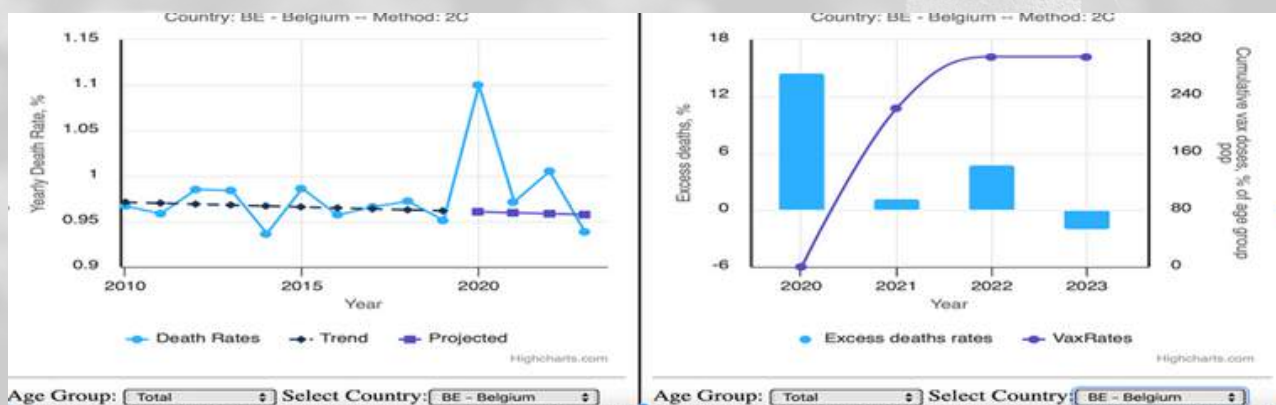 Country: BE - Belgium -- Method: 2C
1.15
1.1
1.05
1
0.95
0.9
Yearly Death Rate, %
2010
2015
2020
Year
Death Rates
Trend
Projected
Highcharts.com
Age Group: Total Select Country: BE - Belgium
Country: BE - Belgium -- Method: 2C
18
12
6
0
-6
Excess deaths, %
320
240
160
80
0
Cumulative vax doses, % of age group
pop
2020
2021
2022
2023
Year
Excess deaths rates
VaxRates
Highcharts.com
Age Group: Total Select Country: BE - Belgium